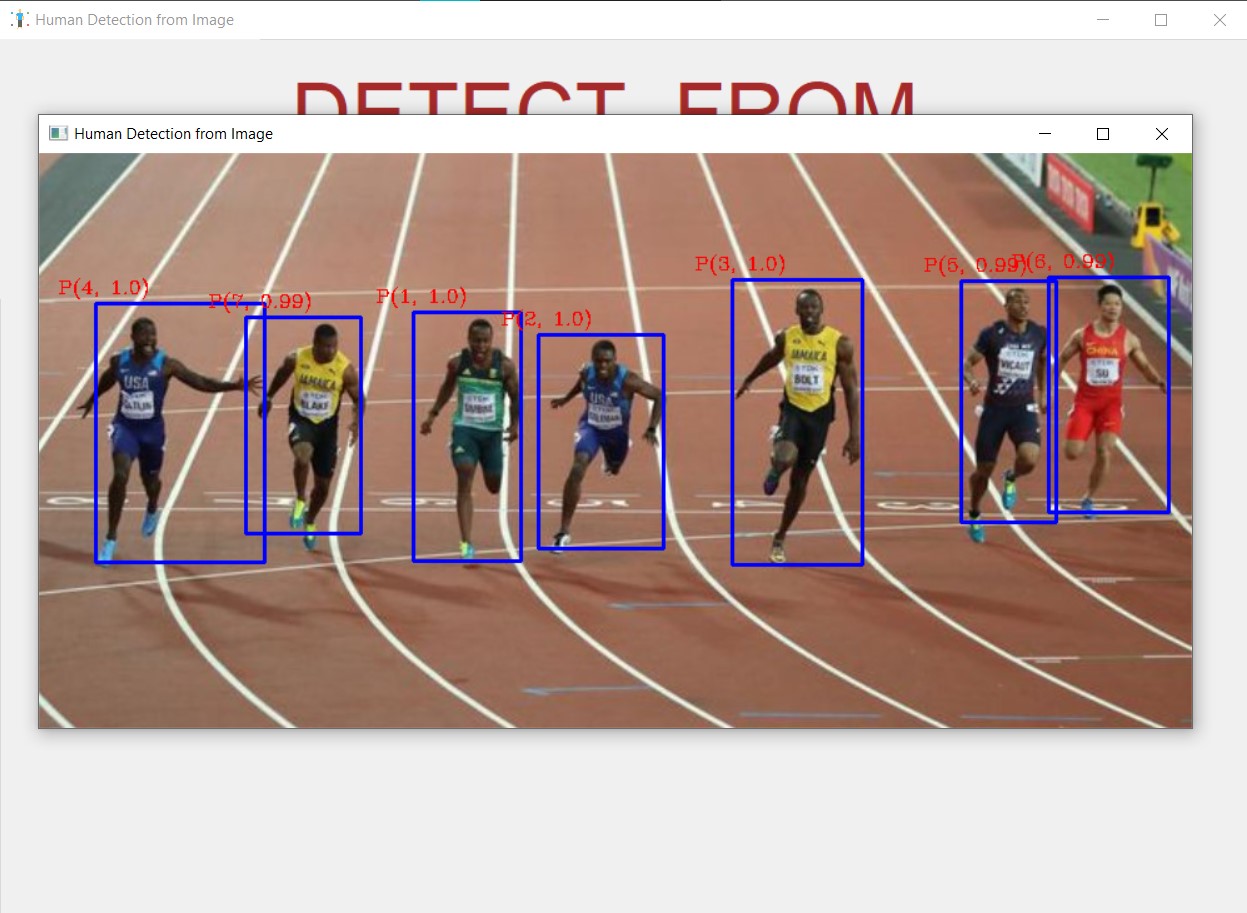 Human Detection from Image
DETECT FROM
Human Detection from Image
P(4, 1.0)
P(7, 0.99)
P(1, 1.0)
P(2, 1.0)
P(3, 1.0)
P(5, 0.99)
P(6, 0.99)
USA
JAMAICA
BLAKE
USA
JAMAICA
BOLT
VICAUT
CHINA
SU